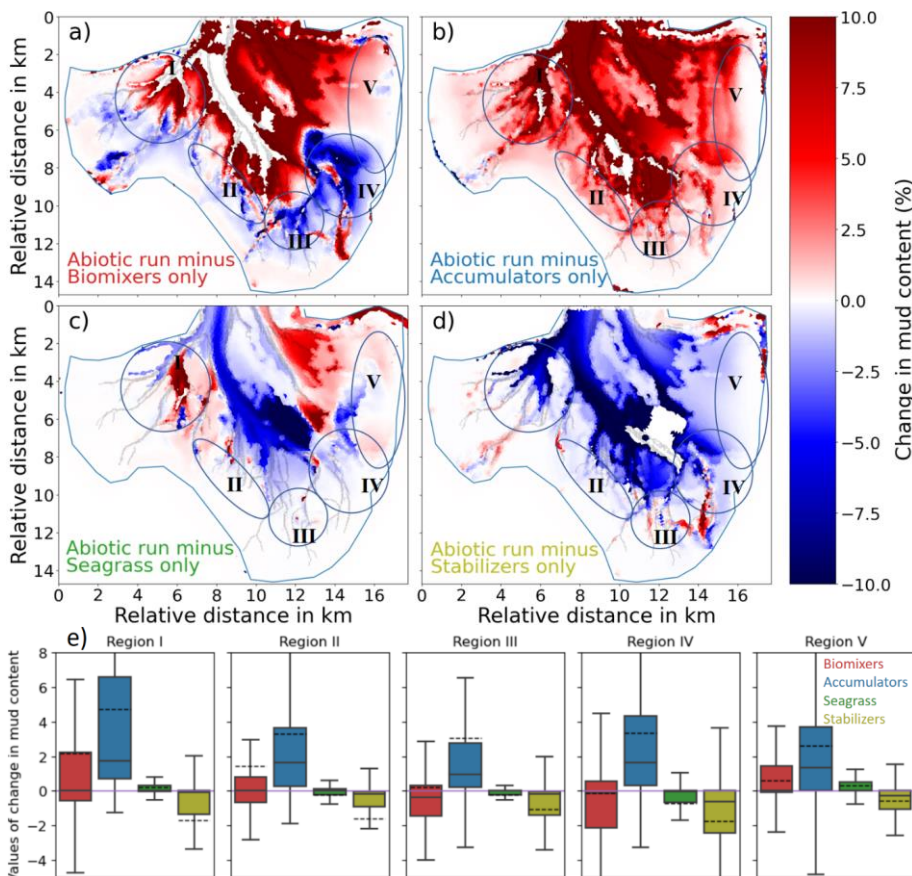 a)
b)
I
II
III
IV
V
I
II
III
IV
V
Abiotic run minus
Biomixers only
Abiotic run minus
Accumulators only
0
2
4
6
8
10
12
14
Relative distance in km
c)
d)
I
II
III
IV
V
I
II
III
IV
V
Abiotic run minus
Seagrass only
Abiotic run minus
Stabilizers only
0
2
4
6
8
10
12
14
Relative distance in km
0 2 4 6 8 10 12 14 16
0 2 4 6 8 10 12 14 16
Relative distance in km
Relative distance in km
10.0
7.5
5.0
2.5
0.0
−2.5
−5.0
−7.5
−10.0
Change in mud content (%)
e)
Region I
Region II
Region III
Region IV
Region V
Values of change in mud content
8
6
4
2
0
−2
−4
Biomixers
Accumulators
Seagrass
Stabilizers